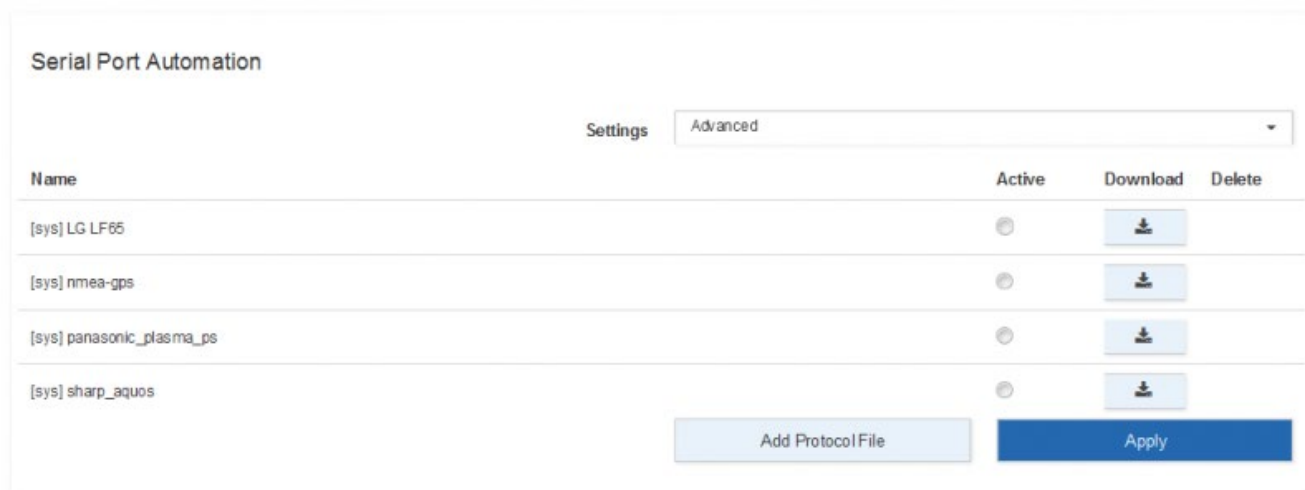 Serial Port Automation
Settings Advanced
Name Active Download Delete
[sys] LG LF65
[sys] nmea-gps
[sys] panasonic_plasma_ps
[sys] sharp_aquos
Add Protocol File Apply